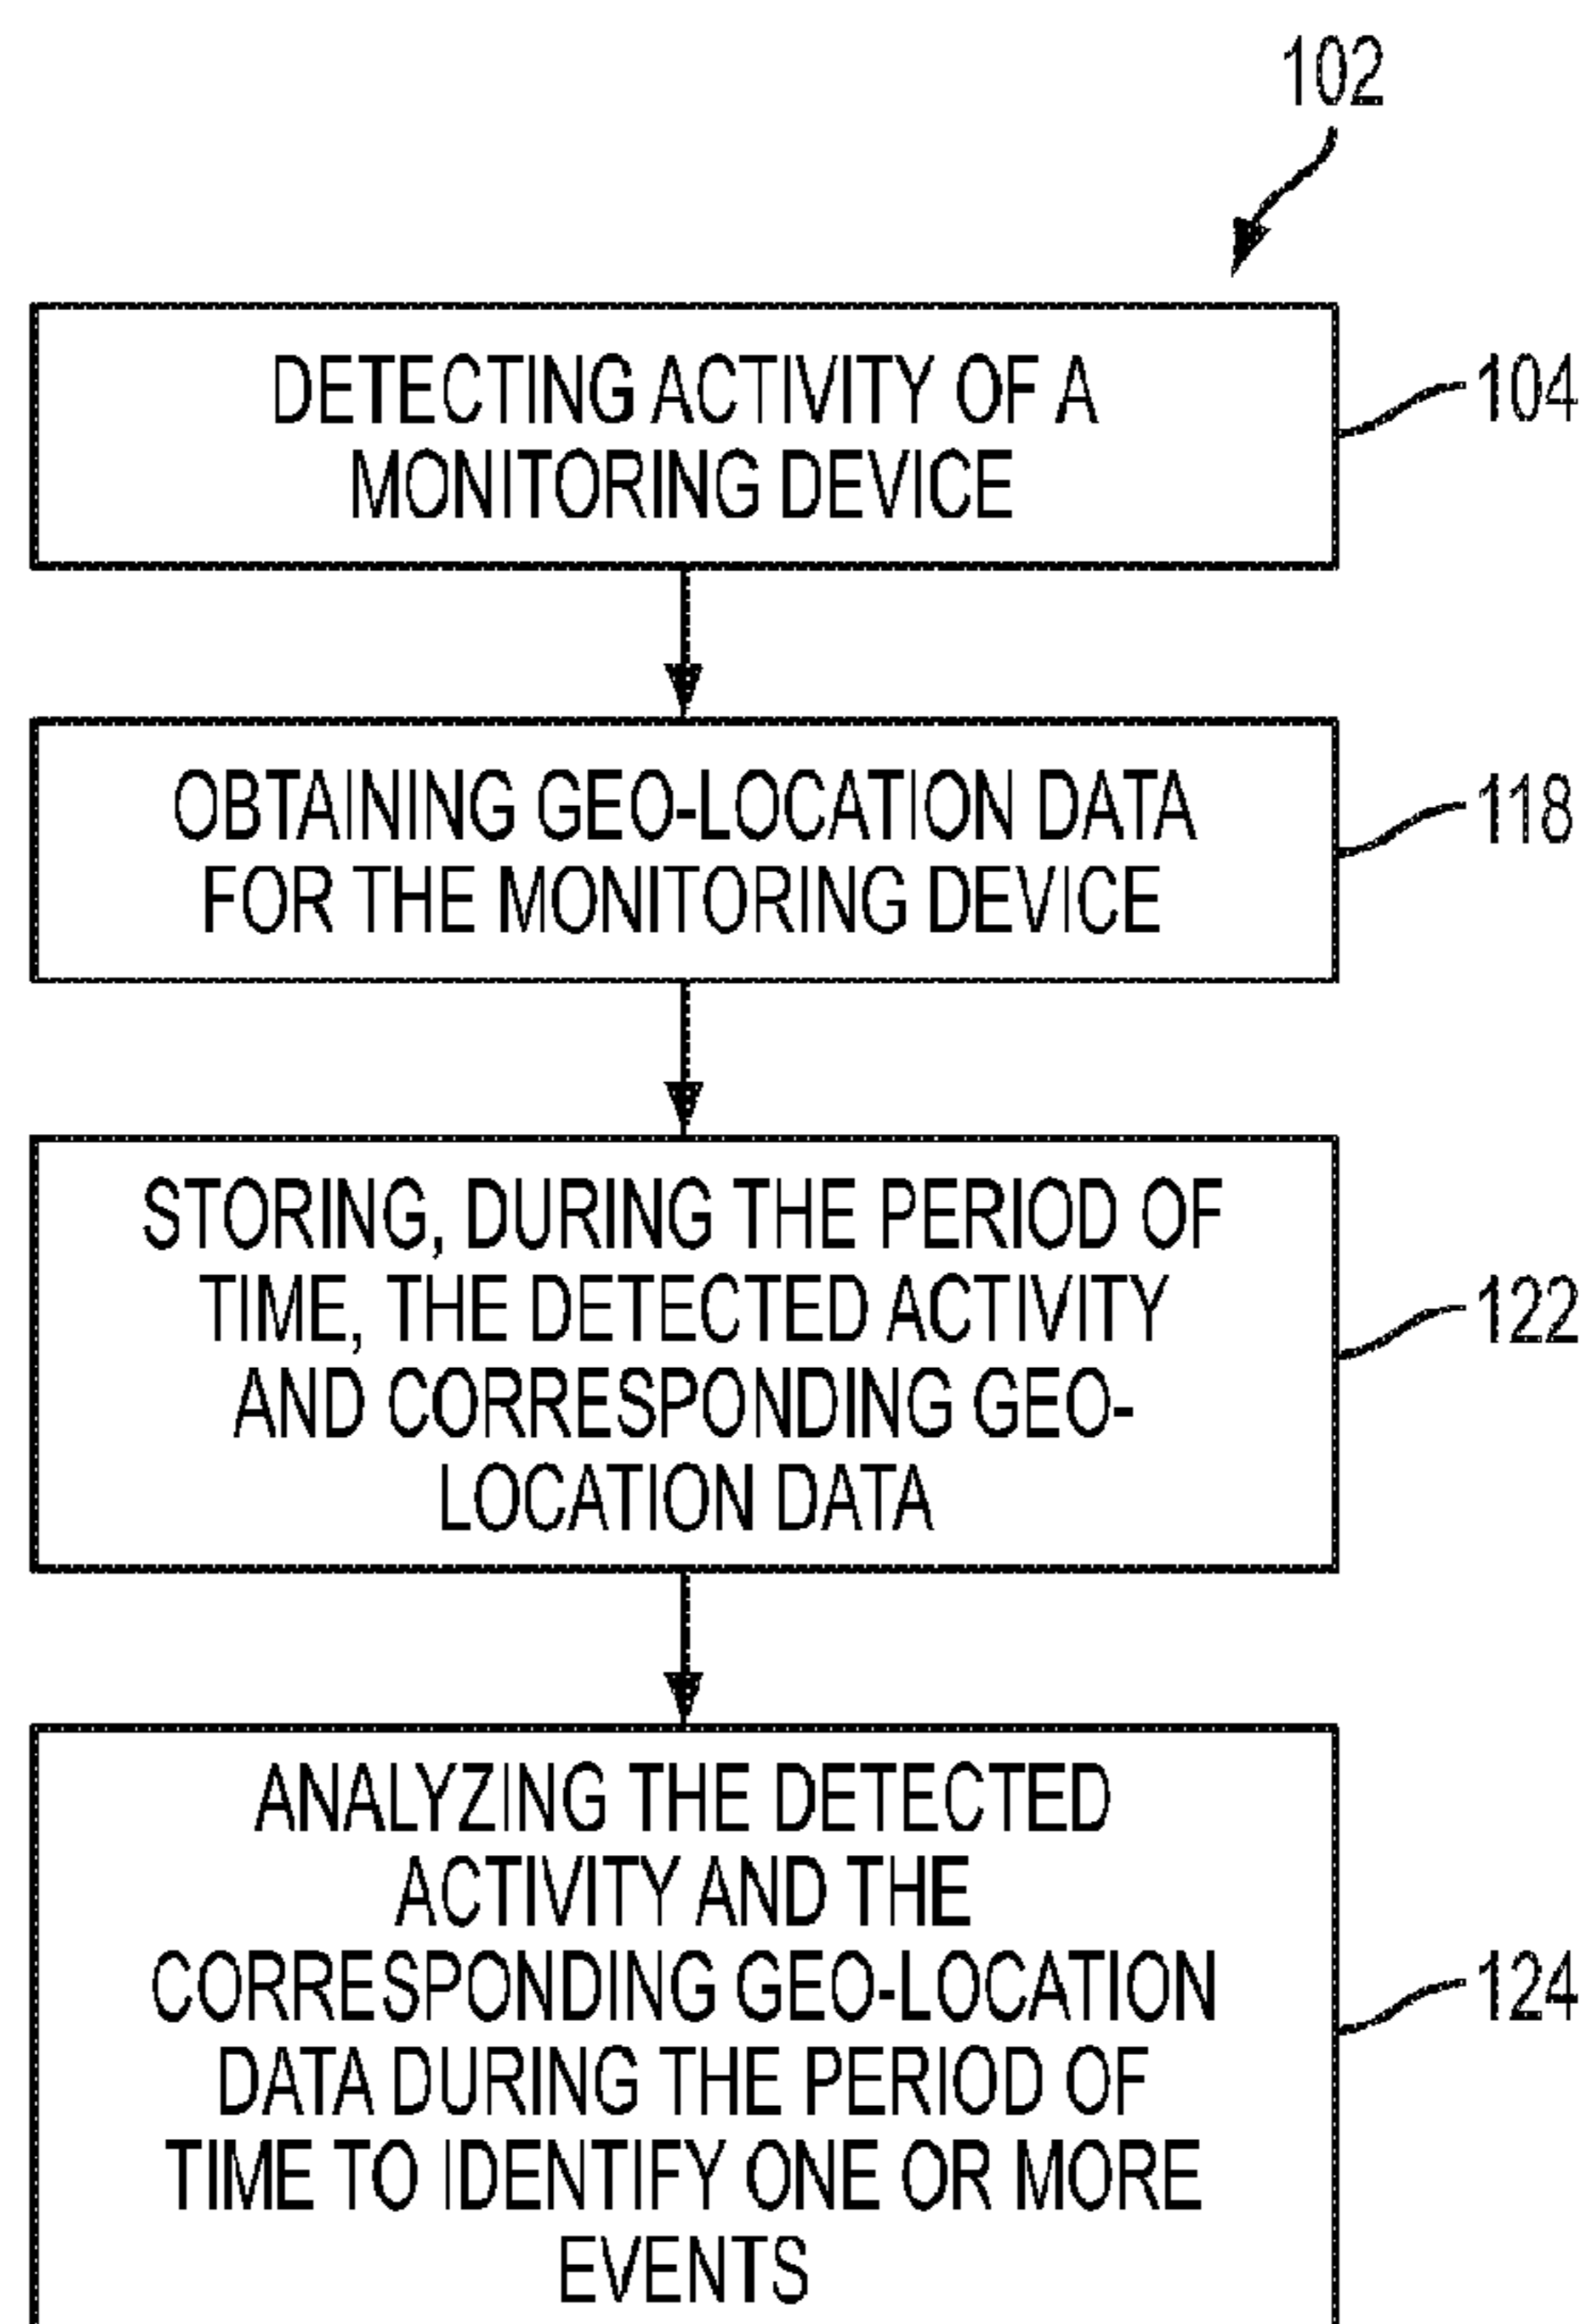 102
DETECTING ACTIVITY OF A
MONITORING DEVICE
104
OBTAINING GEO-LOCATION DATA
FOR THE MONITORING DEVICE
118
STORING, DURING THE PERIOD OF
TIME, THE DETECTED ACTIVITY
AND CORRESPONDING GEO-
LOCATION DATA
122
ANALYZING THE DETECTED
ACTIVITY AND THE
CORRESPONDING GEO-LOCATION
DATA DURING THE PERIOD OF
TIME TO IDENTIFY ONE OR MORE
EVENTS
124